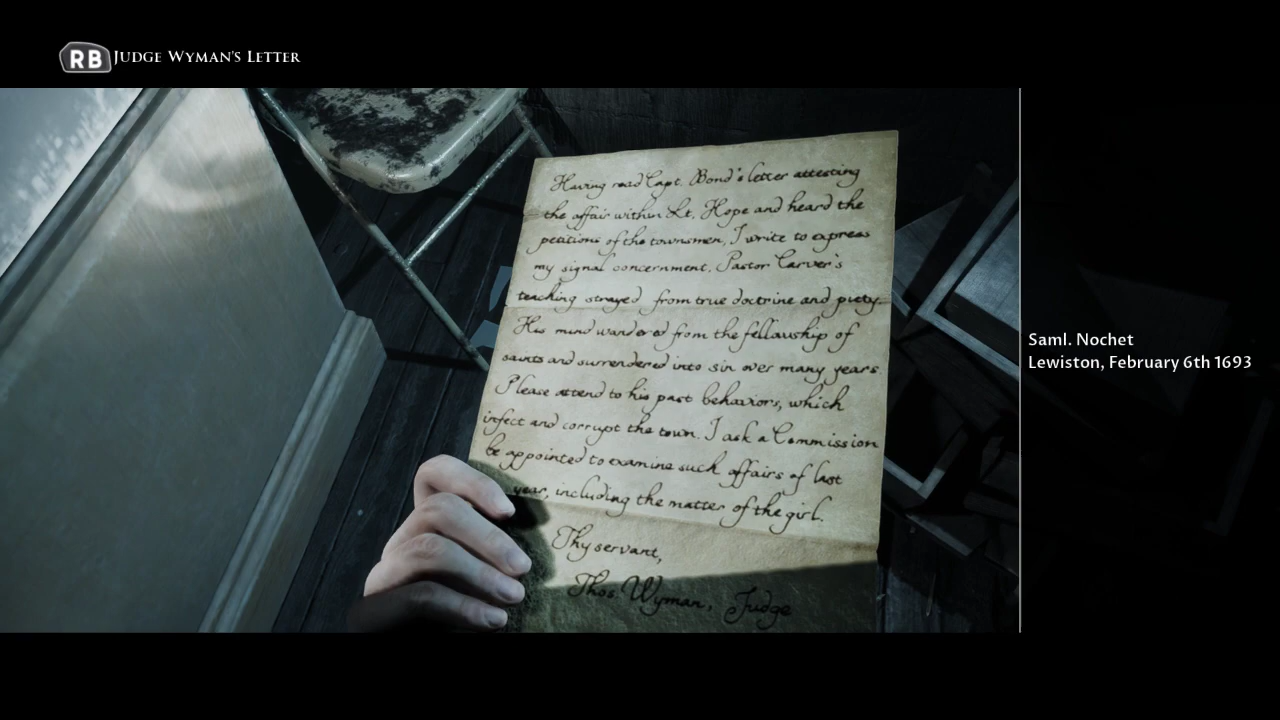 RB JUDGE WYMAN'S LETTER
Having read Capt. Bond's letter attesting
the affair within Lt. Hope and heard the
petitions of the townsmen, I write to express
my signal concernment. Pastor Carver's
teaching strayed from true doctrine and piety.
His mind wandered from the fellowship of
saints and surrendered into sin over many years.
Please attend to his past behaviors, which
infect and corrupt the town. I ask a Commission
be appointed to examine such affairs of last
year, including the matter of the girl.
Thy servant,
Thos. Wyman, Judge
Saml. Nochet
Lewiston, February 6th 1693